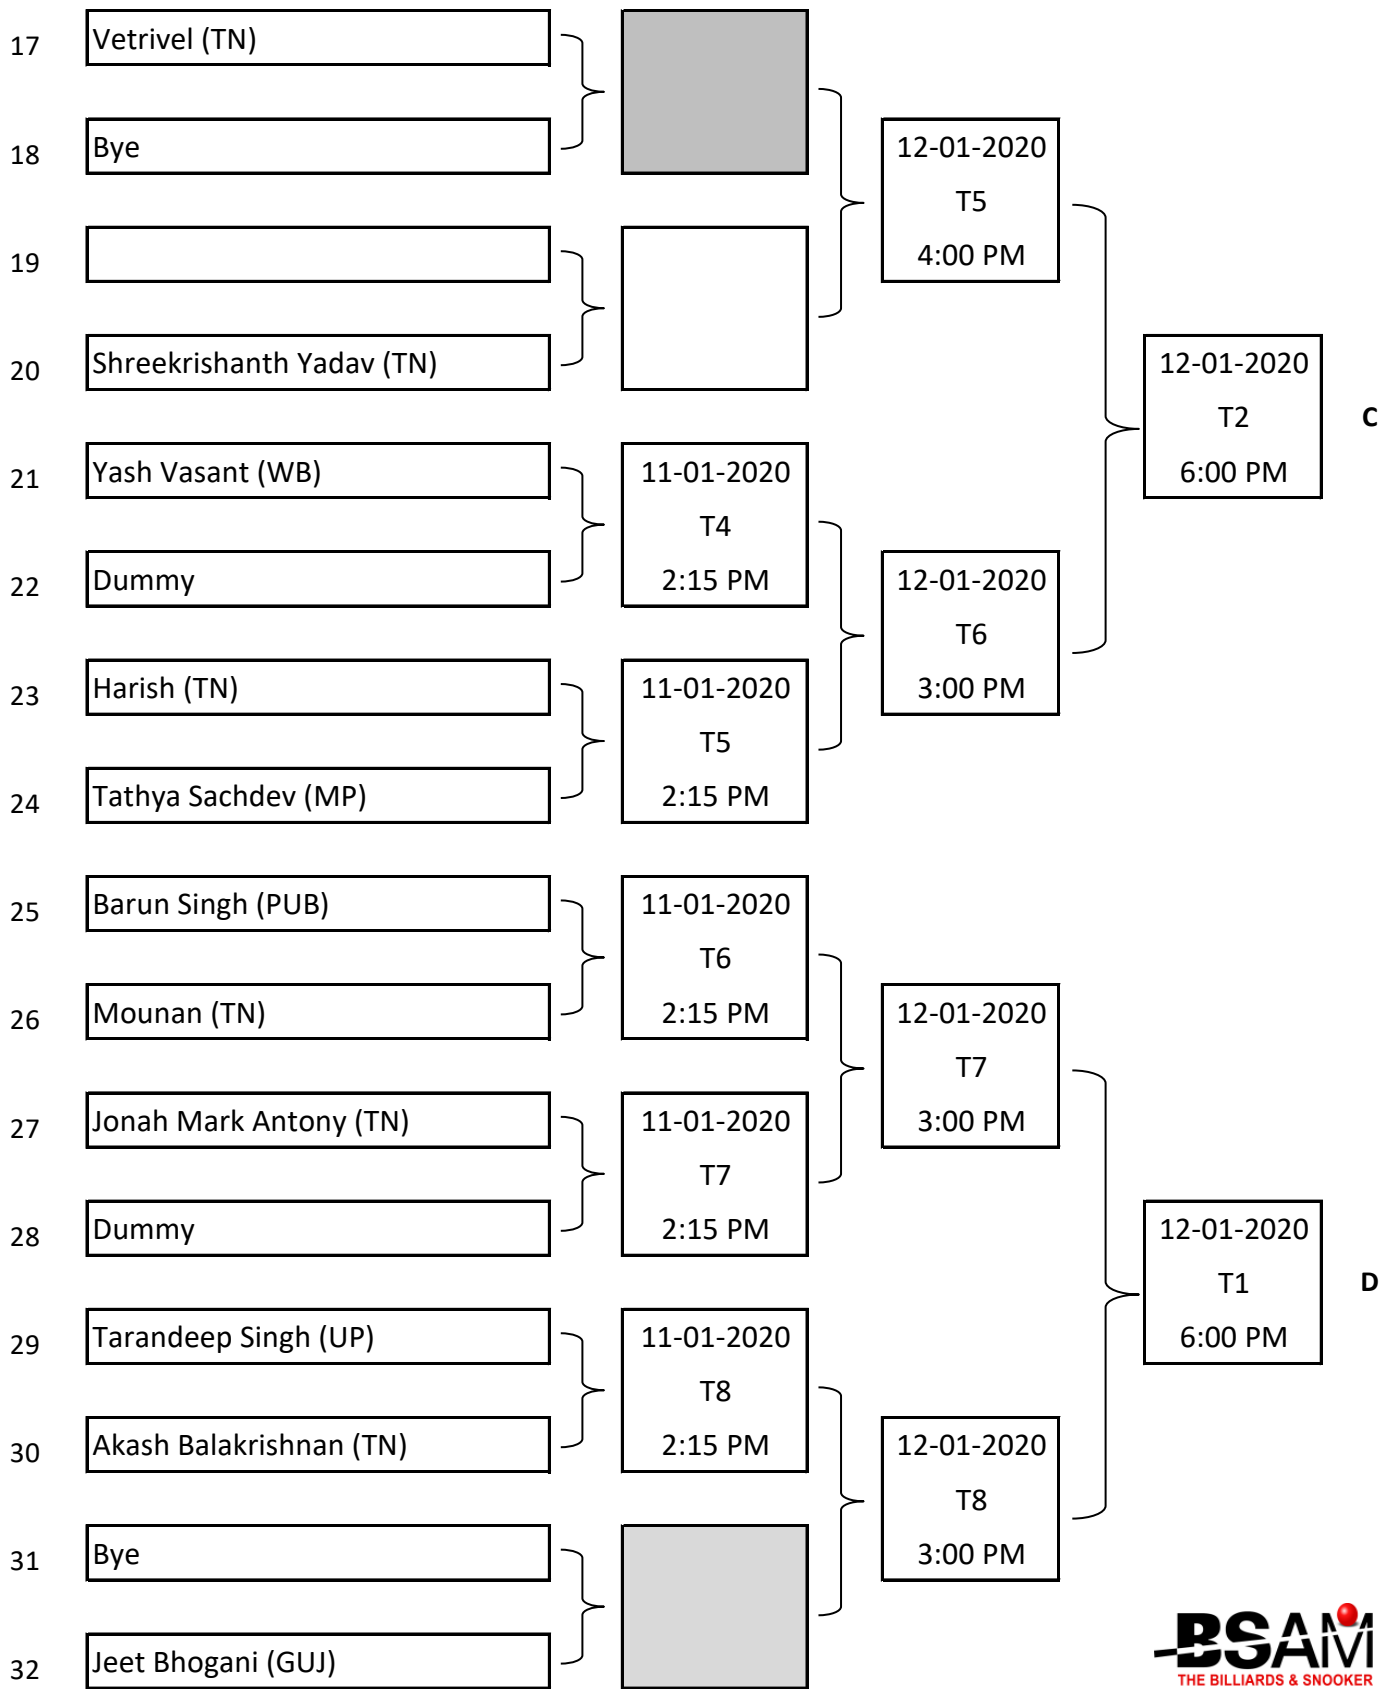 17 Vetrivel (TN)
18 Bye
12-01-2020
T5
4:00 PM
19
20 Shreekrishanth Yadav (TN)
12-01-2020
T2
6:00 PM
C
21 Yash Vasant (WB)
11-01-2020
T4
2:15 PM
22 Dummy
12-01-2020
T6
3:00 PM
23 Harish (TN)
11-01-2020
T5
2:15 PM
24 Tathya Sachdev (MP)
25 Barun Singh (PUB)
11-01-2020
T6
2:15 PM
26 Mounan (TN)
12-01-2020
T7
3:00 PM
27 Jonah Mark Antony (TN)
11-01-2020
T7
2:15 PM
28 Dummy
12-01-2020
T1
6:00 PM
D
29 Tarandeep Singh (UP)
11-01-2020
T8
2:15 PM
30 Akash Balakrishnan (TN)
12-01-2020
T8
3:00 PM
31 Bye
32 Jeet Bhogani (GUJ)
BSAM
THE BILLIARDS & SNOOKER